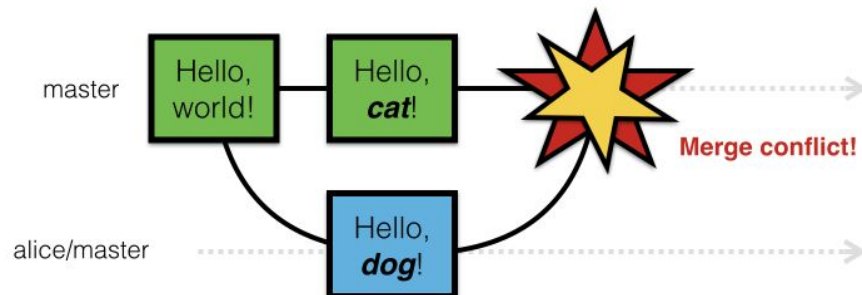 master
Hello,
world!
Hello,
cat!
Merge conflict!
alice/master
Hello,
dog!